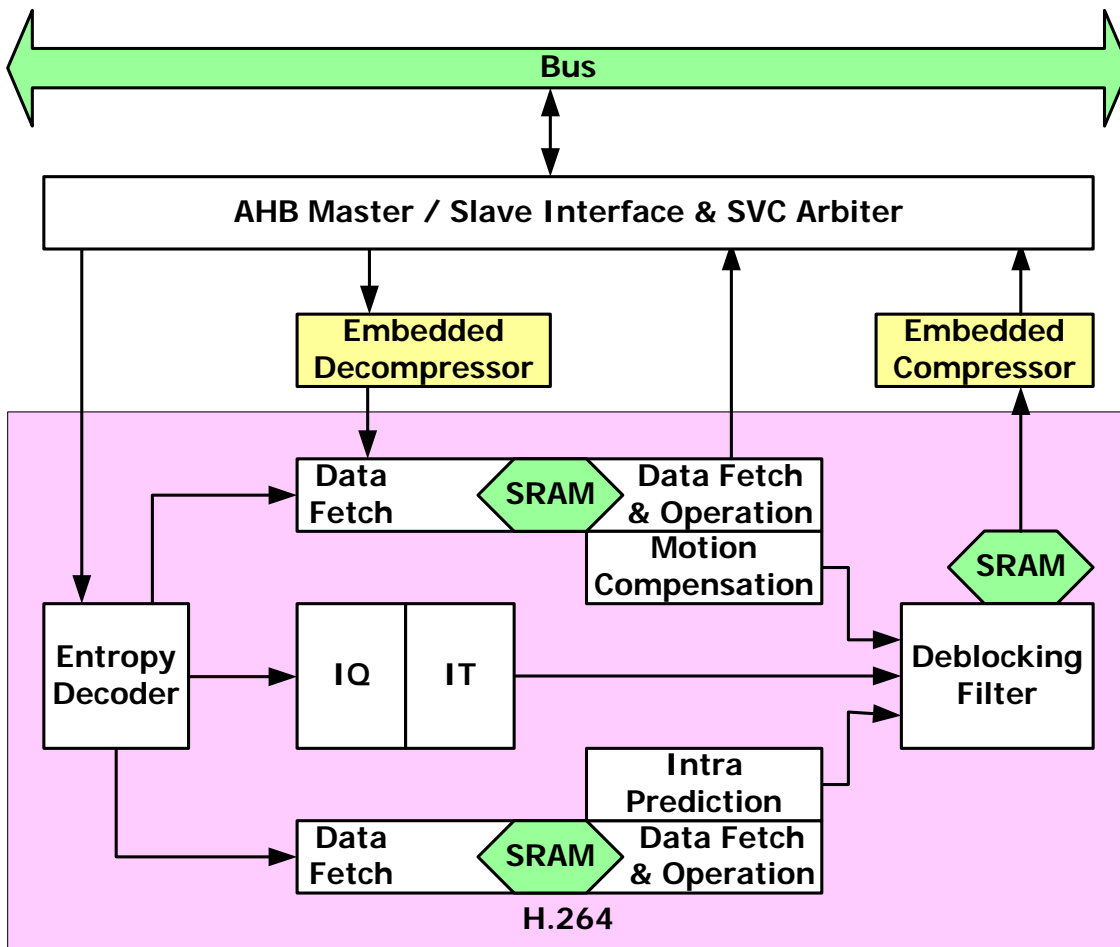 Bus
AHB Master / Slave Interface & SVC Arbiter
Embedded
Decompressor
Embedded
Compressor
Data
Fetch
SRAM
Data Fetch
& Operation
Motion
Compensation
SRAM
Entropy
Decoder
IQ
IT
Deblocking
Filter
Intra
Prediction
Data
Fetch
SRAM
Data Fetch
& Operation
H.264